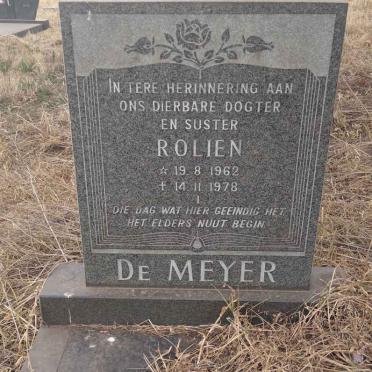 IN TERE HERINNERING AAN
ONS DIERBARE DOGTER
EN SUSTER
ROLIEN
☆ 19.8.1962
† 14.11.1978
DIE DAG WAT HIER GEEINDIG HET
HET ELDERS NUUT BEGIN
DE MEYER